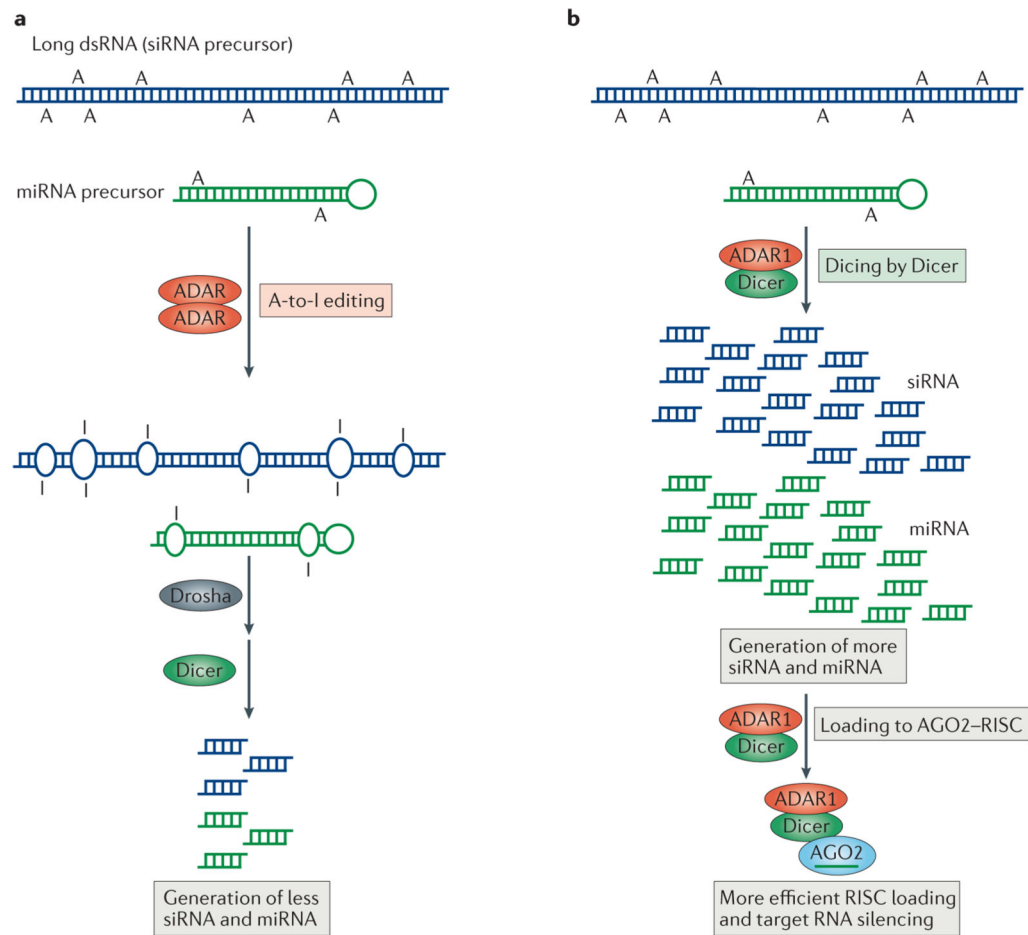 a
Long dsRNA (siRNA precursor)
A A A A
A A A A
miRNA precursor
A
A
ADAR
ADAR
A-to-I editing
I I I I
I I I I
I
I
Drosha
Dicer
Generation of less
siRNA and miRNA
b
A A A A
A A A A
A
A
ADAR1
Dicer
Dicing by Dicer
siRNA
miRNA
Generation of more
siRNA and miRNA
ADAR1
Dicer
Loading to AGO2–RISC
ADAR1
Dicer
AGO2
More efficient RISC loading
and target RNA silencing